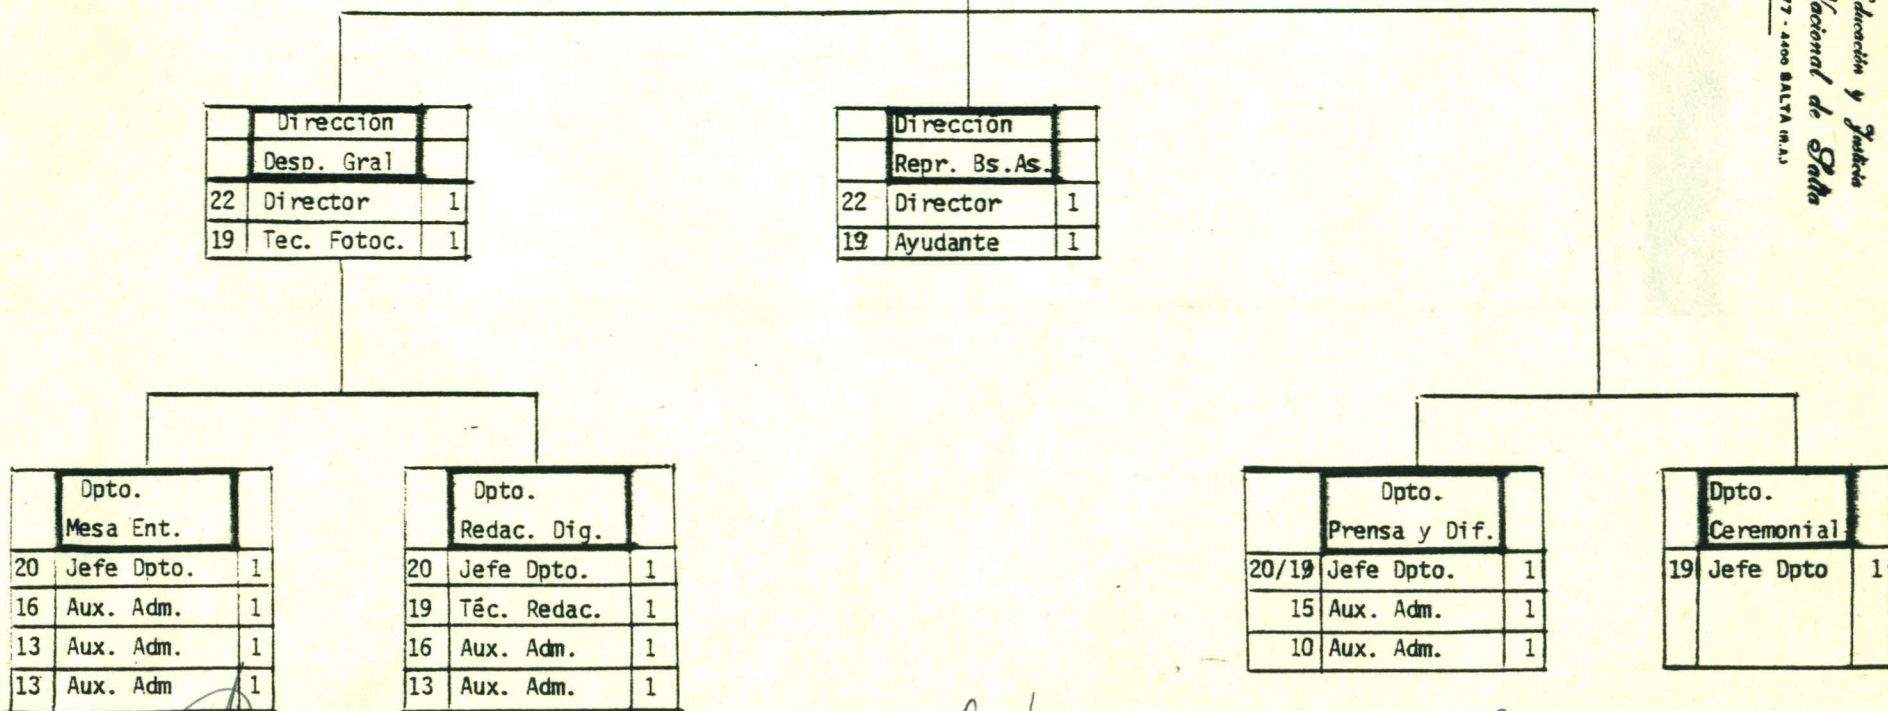 ducación y Justicia
acional de Salta
77 - 4400 SALTA (R.A.)
Dirección
Desp. Gral
22 Director 1
19 Tec. Fotoc. 1
Dirección
Repr. Bs.As.
22 Director 1
19 Ayudante 1
Dpto.
Mesa Ent.
20 Jefe Dpto. 1
16 Aux. Adm. 1
13 Aux. Adm. 1
13 Aux. Adm 1
Dpto.
Redac. Dig.
20 Jefe Dpto. 1
19 Téc. Redac. 1
16 Aux. Adm. 1
13 Aux. Adm. 1
Dpto.
Prensa y Dif.
20/19 Jefe Dpto. 1
15 Aux. Adm. 1
10 Aux. Adm. 1
Dpto.
Ceremonial
19 Jefe Dpto 1